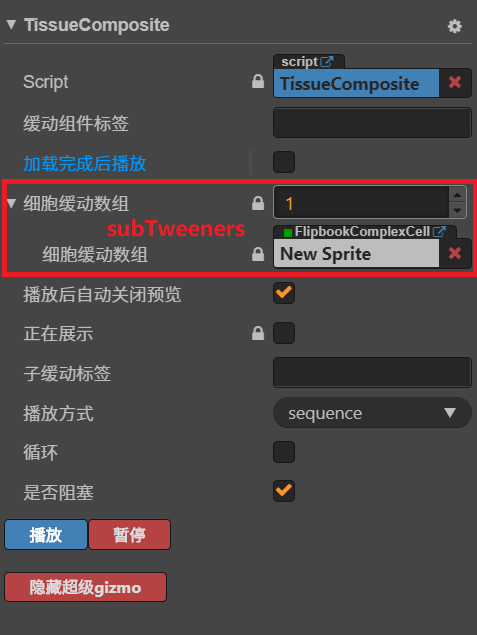 TissueComposite
script
Script
TissueComposite
缓动组件标签
加载完成后播放
细胞缓动数组
1
subTweeners
FlipbookComplexCell
细胞缓动数组
New Sprite
播放后自动关闭预览
正在展示
子缓动标签
播放方式
sequence
循环
是否阻塞
播放
暂停
隐藏超级gizmo